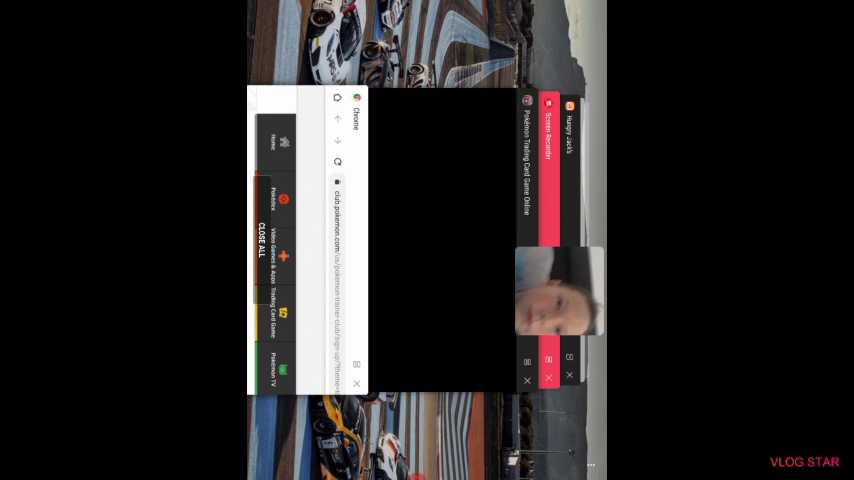 Hungry Jack's
Screen Recorder
Pokémon Trading Card Game Online
Chrome
club.pokemon.com/us/pokemon-trainer-club/sign-up/?theme=
Home
Pokédex
Video Games & Apps
Trading Card Game
Pokémon TV
CLOSE ALL
VLOG STAR